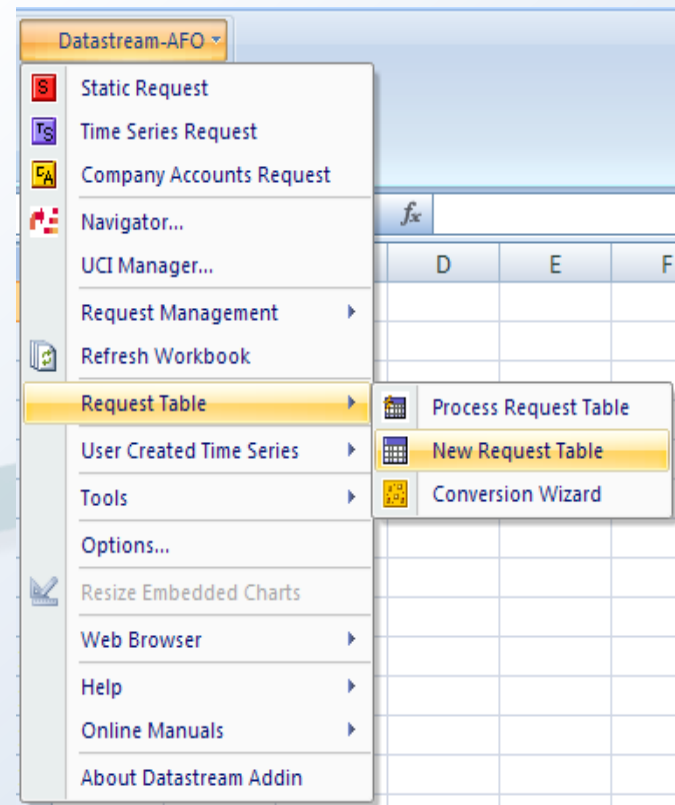 Datastream-AFO
S Static Request
TS Time Series Request
CA Company Accounts Request
Navigator...
fx
UCI Manager...
D E F
Request Management
Refresh Workbook
Request Table
Process Request Table
User Created Time Series
New Request Table
Tools
Conversion Wizard
Options...
Resize Embedded Charts
Web Browser
Help
Online Manuals
About Datastream Addin